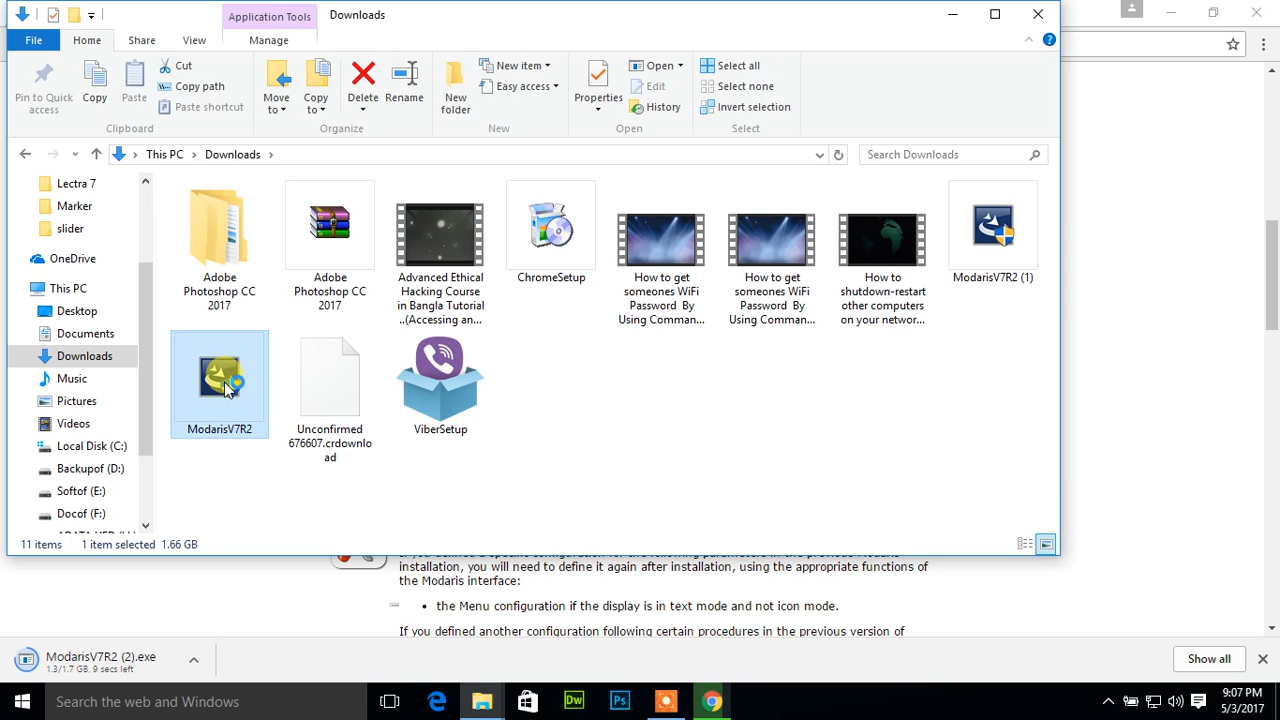 Application Tools
Downloads
File
Home
Share
View
Manage
Pin to Quick
access
Copy
Paste
Cut
Copy path
Paste shortcut
Move
to
Copy
to
Delete
Rename
New
folder
New item
Easy access
Properties
Open
Edit
History
Select all
Select none
Invert selection
Clipboard
Organize
New
Open
Select
This PC
Downloads
Search Downloads
Lectra 7
Marker
slider
OneDrive
This PC
Desktop
Documents
Downloads
Music
Pictures
Videos
Local Disk (C:)
Backupof (D:)
Softof (E:)
Docof (F:)
Adobe
Photoshop CC
2017
Adobe
Photoshop CC
2017
Advanced Ethical
Hacking Course
in Bangla Tutorial
..(Accessing an...
ChromeSetup
How to get
someones WiFi
Password By
Using Comman...
How to get
someones WiFi
Password By
Using Comman...
How to
shutdown-restart
other computers
on your networ...
ModarisV7R2 (1)
ModarisV7R2
Unconfirmed
676607.crdownlo
ad
ViberSetup
11 items
1 item selected 1.66 GB
installation, you will need to define it again after installation, using the appropriate functions of
the Modaris interface:
• the Menu configuration if the display is in text mode and not icon mode.
If you defined another configuration following certain procedures in the previous version of
ModarisV7R2 (2).exe
1.3/1.7 GB, 9 secs left
Show all
Search the web and Windows
Dw
Ps
9:07 PM
5/3/2017